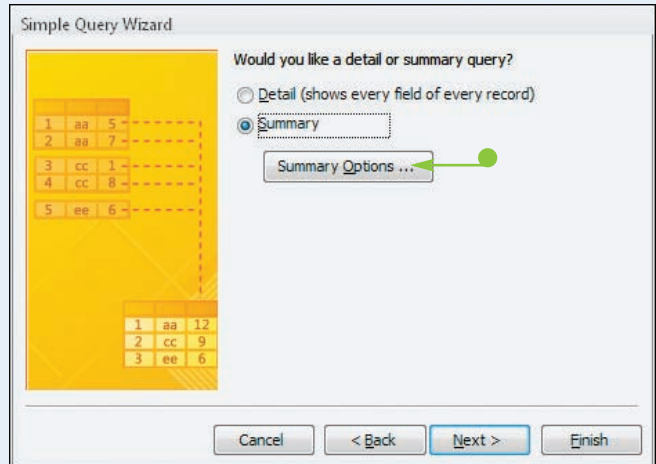 Simple Query Wizard
Would you like a detail or summary query?
Detail (shows every field of every record)
Summary
Summary Options ...
1 aa 5
2 aa 7
3 cc 1
4 cc 8
5 ee 6
1 aa 12
2 cc 9
3 ee 6
Cancel
< Back
Next >
Finish